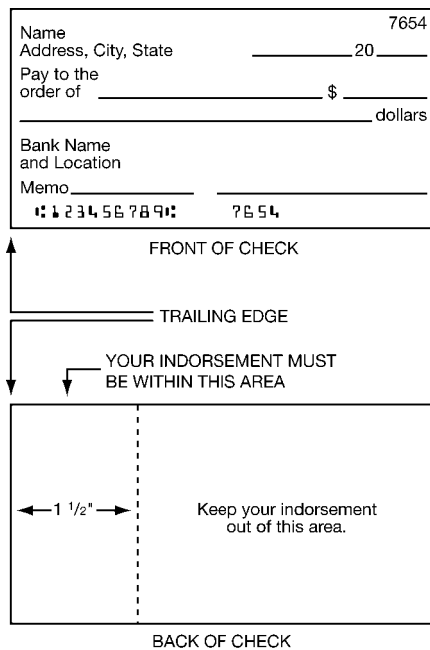 7654
Name
Address, City, State 20
Pay to the
order of $
dollars
Bank Name
and Location
Memo
⑆123456789⑆ 7654
FRONT OF CHECK
TRAILING EDGE
YOUR INDORSEMENT MUST
BE WITHIN THIS AREA
1 1/2"
Keep your indorsement
out of this area.
BACK OF CHECK